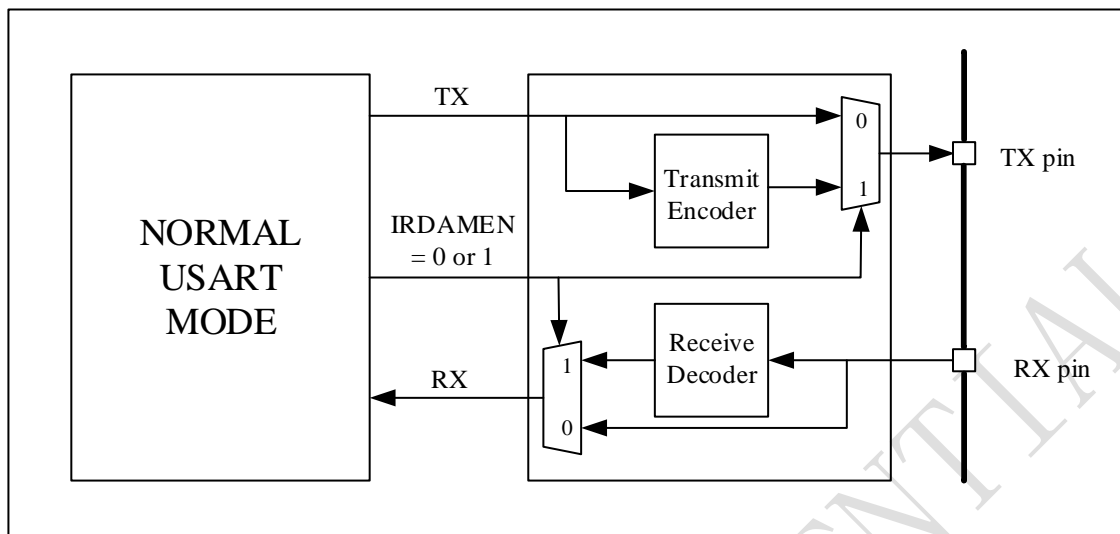 TX
0
TX pin
Transmit
Encoder
1
NORMAL
USART
MODE
IRDAMEN
= 0 or 1
Receive
Decoder
1
RX pin
RX
0